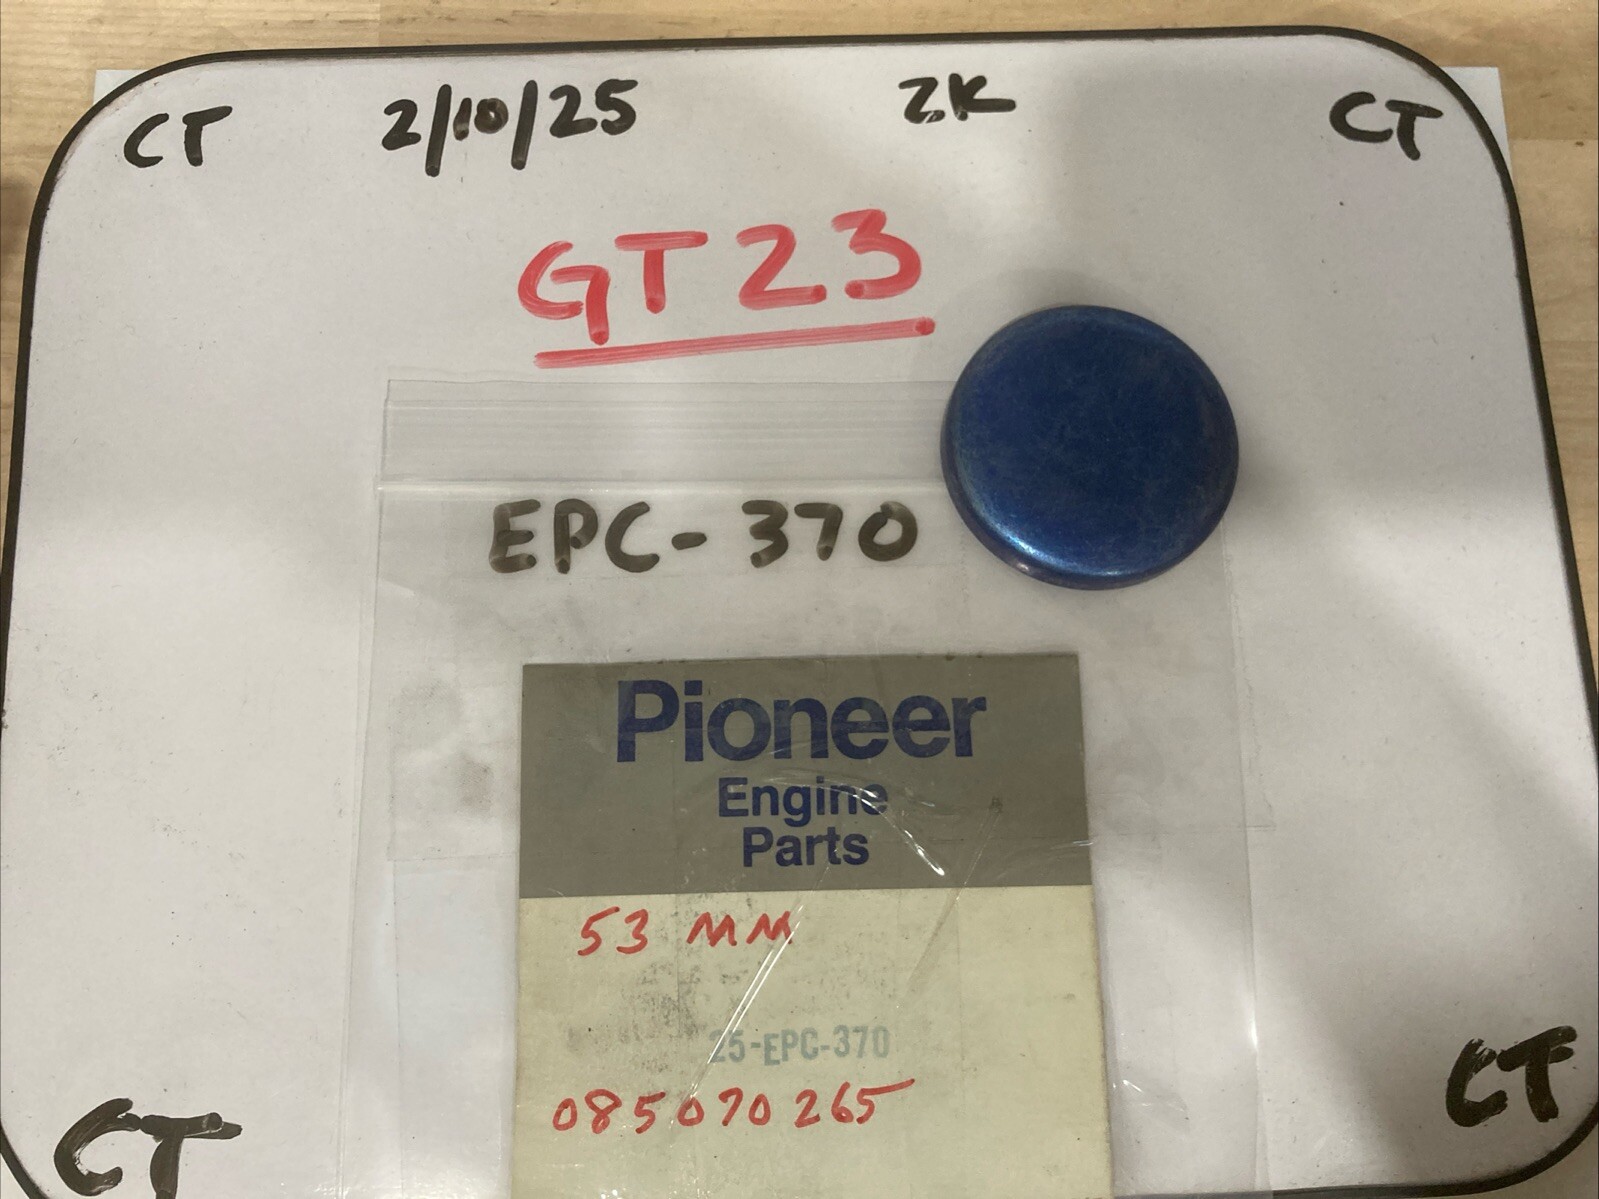 CT 2/10/25 ZK CT
GT23
EPC-370
Pioneer
Engine
Parts
53 MM
25-EPC-370
085070265
CT CT